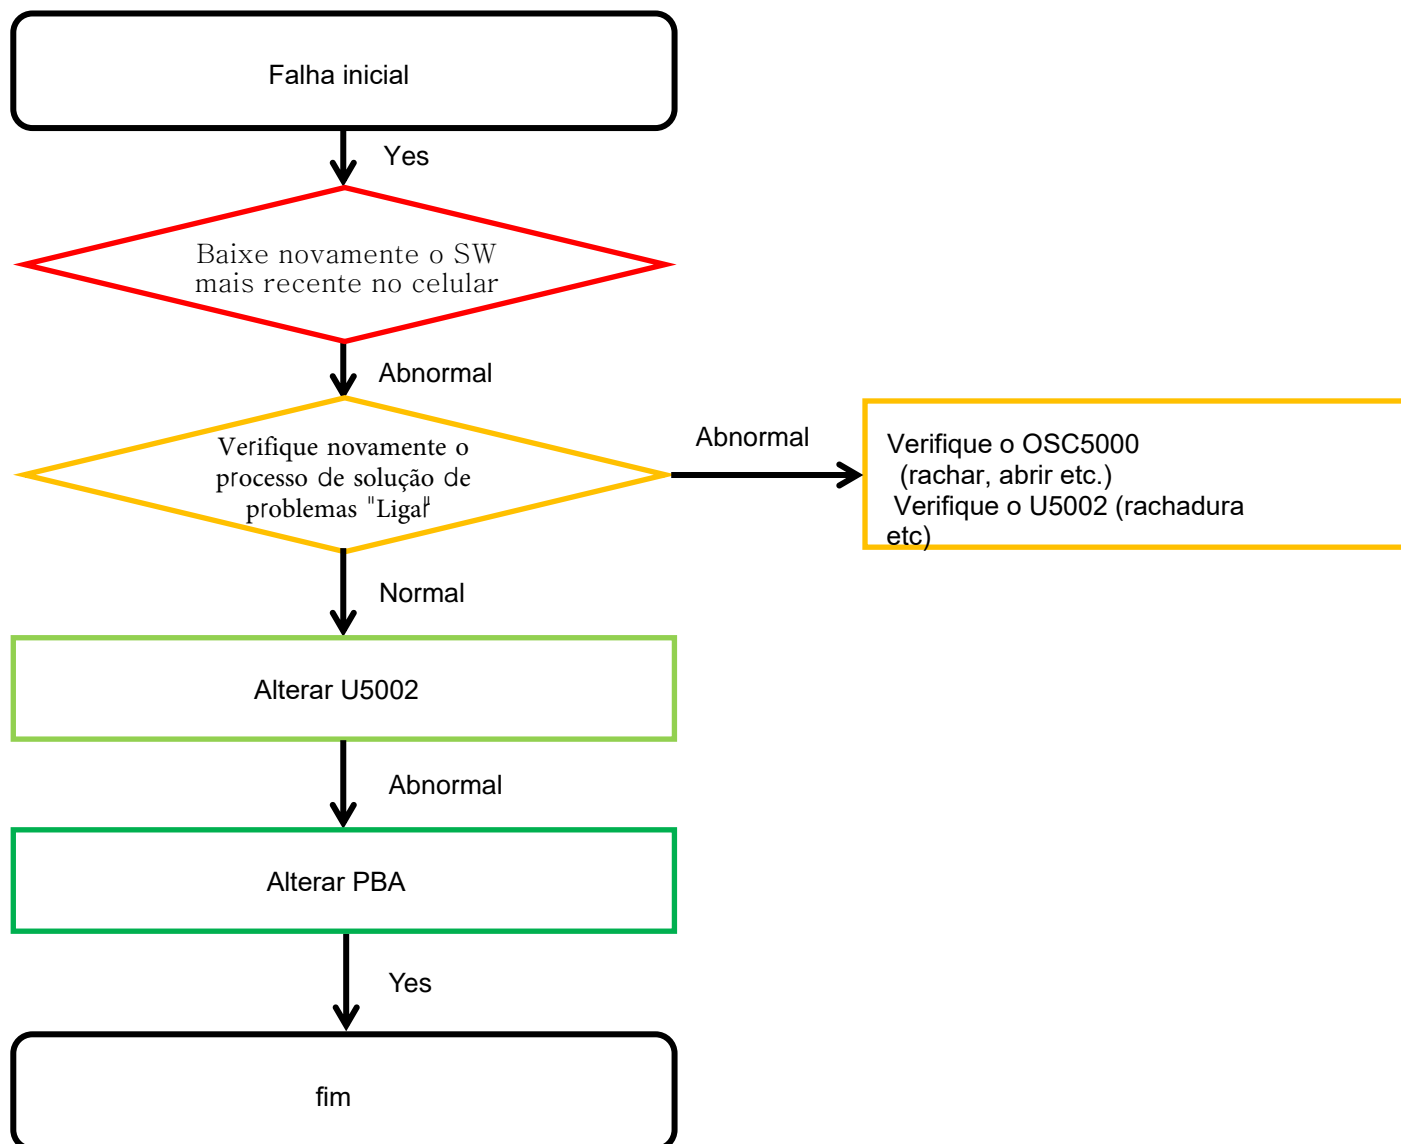 Falha inicial
Yes
Baixe novamente o SW
mais recente no celular
Abnormal
Verifique novamente o
processo de solução de
problemas "Ligar"
Abnormal
Verifique o OSC5000
(rachar, abrir etc.)
Verifique o U5002 (rachadura
etc)
Normal
Alterar U5002
Abnormal
Alterar PBA
Yes
fim